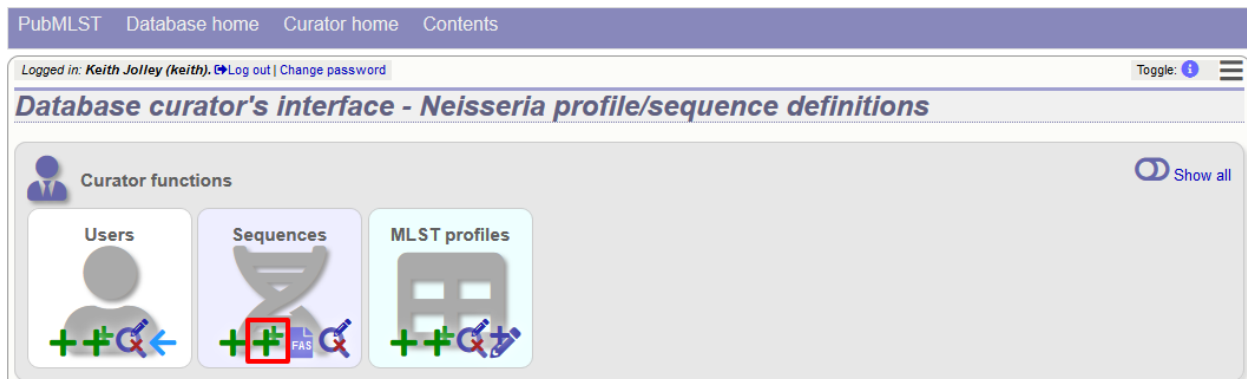 PubMLST Database home Curator home Contents
Logged in: Keith Jolley (keith). Log out | Change password
Toggle: i
Database curator's interface - Neisseria profile/sequence definitions
Curator functions
Show all
Users
Sequences
MLST profiles
FAS